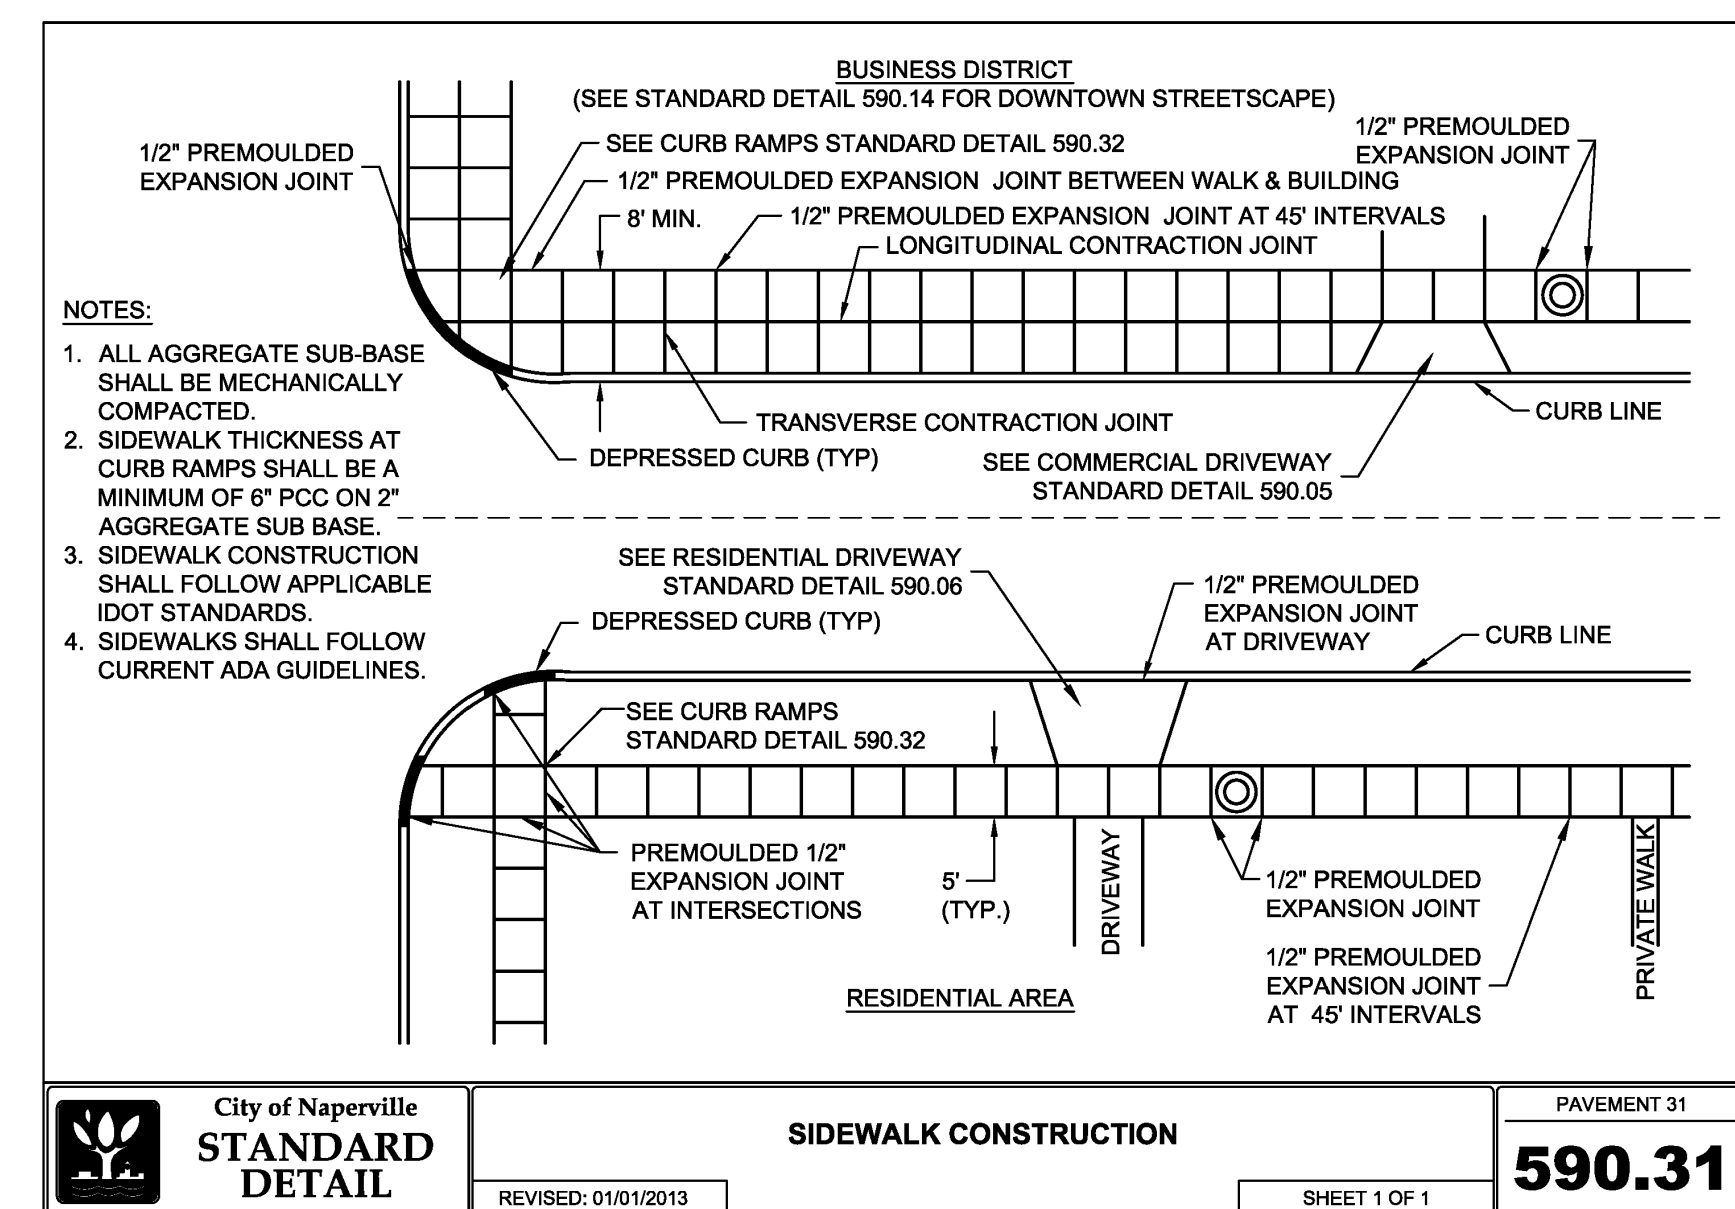 BUSINESS DISTRICT
(SEE STANDARD DETAIL 590.14 FOR DOWNTOWN STREETSCAPE)
1/2" PREMOULDED
EXPANSION JOINT
SEE CURB RAMPS STANDARD DETAIL 590.32
1/2" PREMOULDED EXPANSION JOINT BETWEEN WALK & BUILDING
8' MIN.
1/2" PREMOULDED EXPANSION JOINT AT 45' INTERVALS
LONGITUDINAL CONTRACTION JOINT
1/2" PREMOULDED
EXPANSION JOINT
TRANSVERSE CONTRACTION JOINT
DEPRESSED CURB (TYP)
CURB LINE
SEE COMMERCIAL DRIVEWAY
STANDARD DETAIL 590.05
NOTES:
1. ALL AGGREGATE SUB-BASE
SHALL BE MECHANICALLY
COMPACTED.
2. SIDEWALK THICKNESS AT
CURB RAMPS SHALL BE A
MINIMUM OF 6" PCC ON 2"
AGGREGATE SUB BASE.
3. SIDEWALK CONSTRUCTION
SHALL FOLLOW APPLICABLE
IDOT STANDARDS.
4. SIDEWALKS SHALL FOLLOW
CURRENT ADA GUIDELINES.
SEE RESIDENTIAL DRIVEWAY
STANDARD DETAIL 590.06
DEPRESSED CURB (TYP)
1/2" PREMOULDED
EXPANSION JOINT
AT DRIVEWAY
CURB LINE
SEE CURB RAMPS
STANDARD DETAIL 590.32
PREMOULDED 1/2"
EXPANSION JOINT
AT INTERSECTIONS
5'
(TYP.)
DRIVEWAY
1/2" PREMOULDED
EXPANSION JOINT
1/2" PREMOULDED
EXPANSION JOINT
AT 45' INTERVALS
PRIVATE WALK
RESIDENTIAL AREA
City of Naperville
STANDARD
DETAIL
SIDEWALK CONSTRUCTION
REVISED: 01/01/2013
SHEET 1 OF 1
PAVEMENT 31
590.31